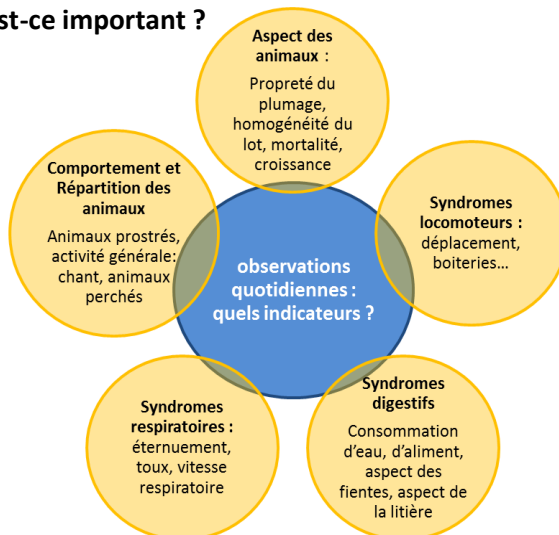 st-ce important ?
Aspect des
animaux :
Propreté du
plumage,
homogénéité du
lot, mortalité,
croissance
Comportement et
Répartition des
animaux
Animaux prostrés,
activité générale:
chant, animaux
perchés
Syndromes
locomoteurs :
déplacement,
boiteries...
observations
quotidiennes :
quels indicateurs ?
Syndromes
respiratoires :
éternuement,
toux, vitesse
respiratoire
Syndromes
digestifs
Consommation
d'eau, d'aliment,
aspect des
fientes, aspect de
la litière